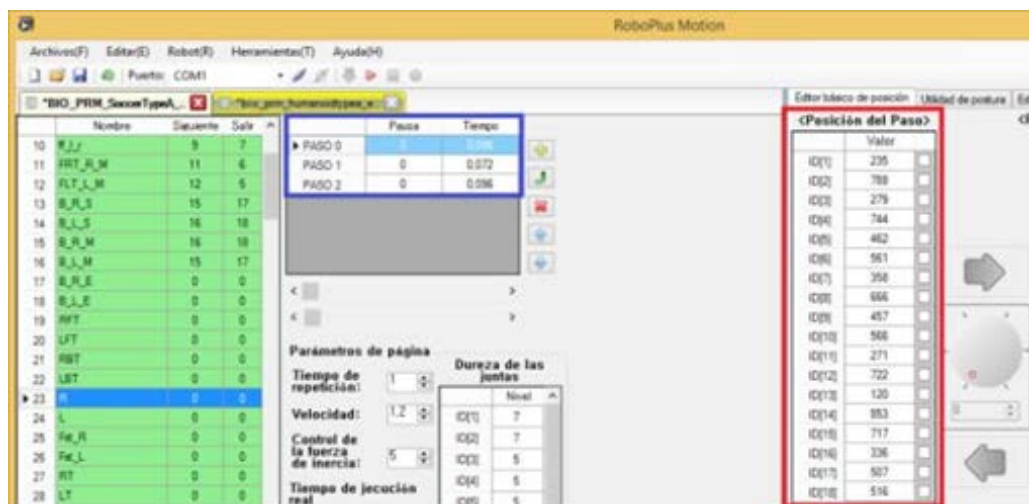 RoboPlus Motion
Archivos(F) Editar(E) Robot(R) Herramientas(T) Ayuda(H)
Puerto: COM1
*BIO_PRM_SoccerTypeA_..
Editor básico de posición Utilidad de postura
Nombre Siguiente Salir
10 9 7
11 FRT_R_M 11 6
12 FLT_L_M 12 5
13 B_R_S 15 17
14 B_L_S 16 18
15 B_R_M 16 18
16 B_L_M 15 17
17 B_R_E 0 0
18 B_L_E 0 0
19 RFT 0 0
20 LFT 0 0
21 RBT 0 0
22 LBT 0 0
23 R 0 0
24 L 0 0
25 0 0
26 0 0
27 RT 0 0
28 LT 0 0
Pausa Tiempo
PASO 0 0
PASO 1 0 0.072
PASO 2 0 0.096
Parámetros de página
Tiempo de repetición: 1
Velocidad: 1,2
Control de la fuerza de inercia: 5
Tiempo de jecución real
Dureza de las juntas
Nivel
ID[1] 7
ID[2] 7
ID[3] 5
ID[4] 5
ID[5] 5
<Posición del Paso>
Valor
ID[1] 235
ID[2] 788
ID[3] 279
ID[4] 744
ID[5] 462
ID[6] 561
ID[7] 358
ID[8] 666
ID[9] 457
ID[10] 566
ID[11] 271
ID[12] 722
ID[13] 120
ID[14] 853
ID[15] 717
ID[16] 336
ID[17] 507
ID[18] 516